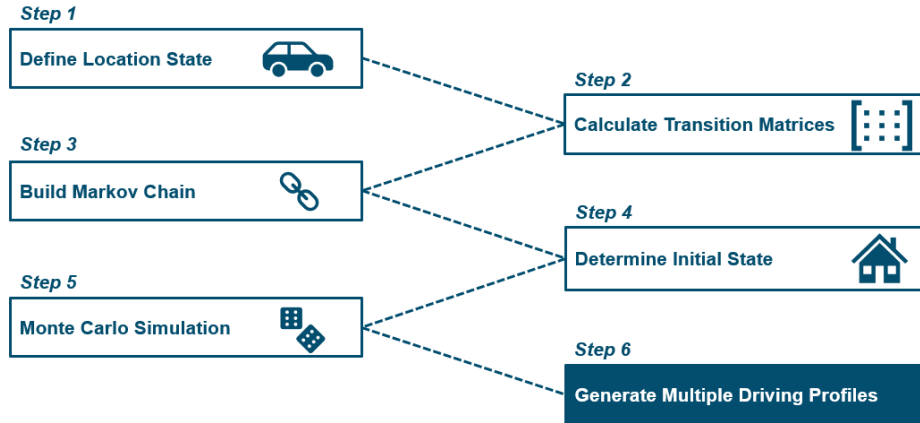 Step 1
Define Location State
Step 2
Calculate Transition Matrices
Step 3
Build Markov Chain
Step 4
Determine Initial State
Step 5
Monte Carlo Simulation
Step 6
Generate Multiple Driving Profiles